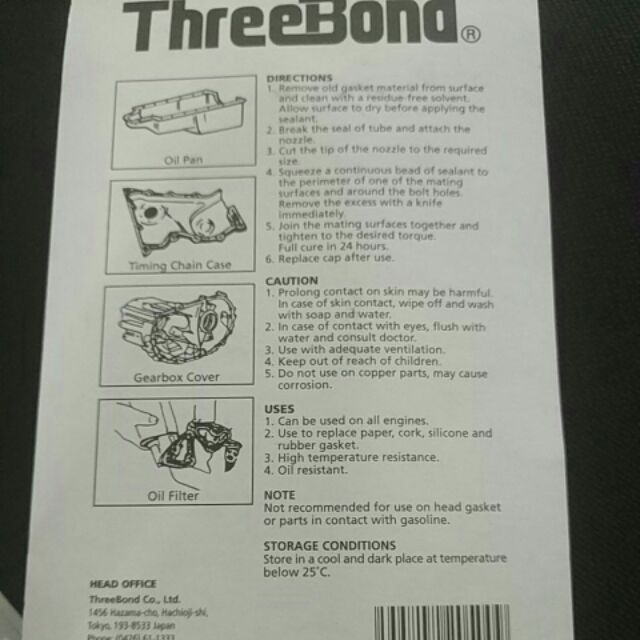 ThreeBond®
Oil Pan
Timing Chain Case
Gearbox Cover
Oil Filter
DIRECTIONS
1. Remove old gasket material from surface
and clean with a residue-free solvent.
Allow surface to dry before applying the
sealant.
2. Break the seal of tube and attach the
nozzle.
3. Cut the tip of the nozzle to the required
size.
4. Squeeze a continuous bead of sealant to
the perimeter of one of the mating
surfaces and around the bolt holes.
Remove the excess with a knife
immediately.
5. Join the mating surfaces together and
tighten to the desired torque.
Full cure in 24 hours.
6. Replace cap after use.
CAUTION
1. Prolong contact on skin may be harmful.
In case of skin contact, wipe off and wash
with soap and water.
2. In case of contact with eyes, flush with
water and consult doctor.
3. Use with adequate ventilation.
4. Keep out of reach of children.
5. Do not use on copper parts, may cause
corrosion.
USES
1. Can be used on all engines.
2. Use to replace paper, cork, silicone and
rubber gasket.
3. High temperature resistance.
4. Oil resistant.
NOTE
Not recommended for use on head gasket
or parts in contact with gasoline.
STORAGE CONDITIONS
Store in a cool and dark place at temperature
below 25°C.
HEAD OFFICE
ThreeBond Co., Ltd.
1456 Hazama-cho, Hachioji-shi,
Tokyo, 193-8533 Japan
Phone: (0426) 61-1333